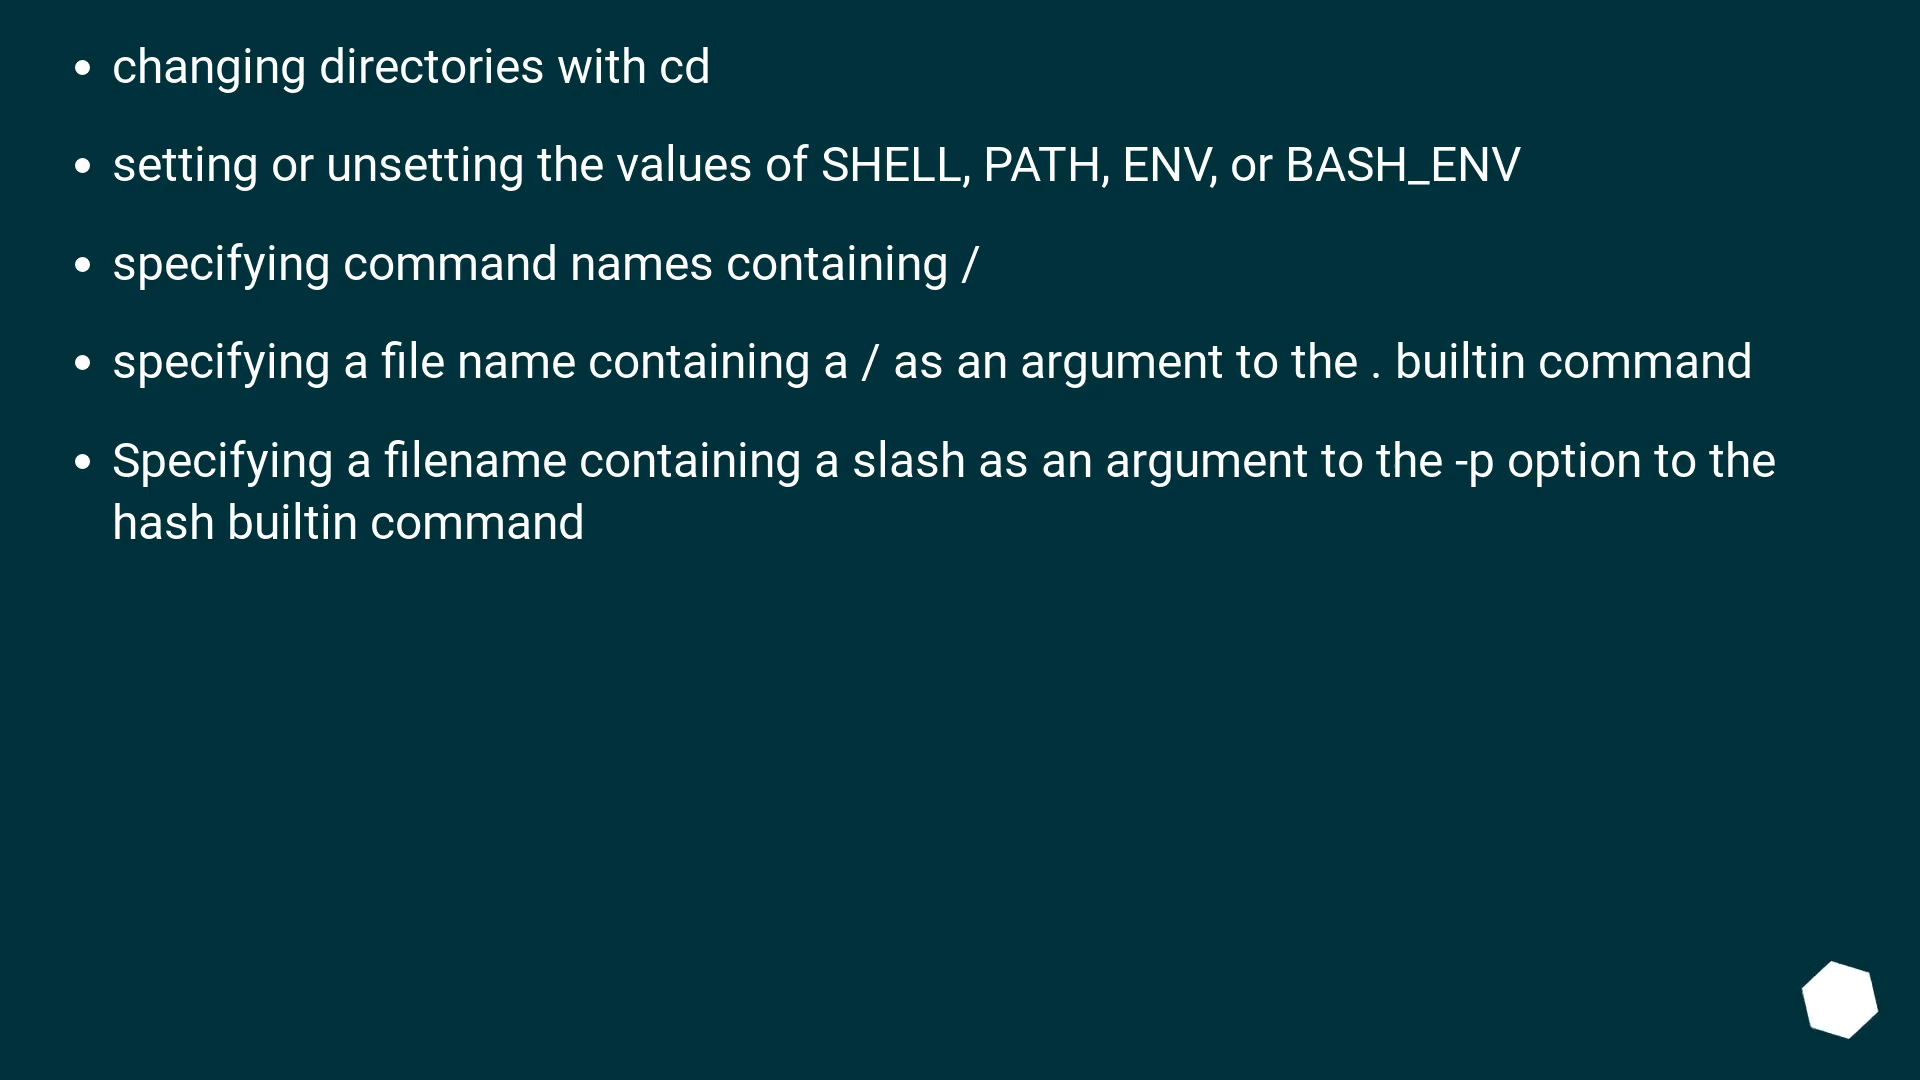 • changing directories with cd
• setting or unsetting the values of SHELL, PATH, ENV, or BASH_ENV
• specifying command names containing /
• specifying a file name containing a / as an argument to the . builtin command
• Specifying a filename containing a slash as an argument to the -p option to the
hash builtin command